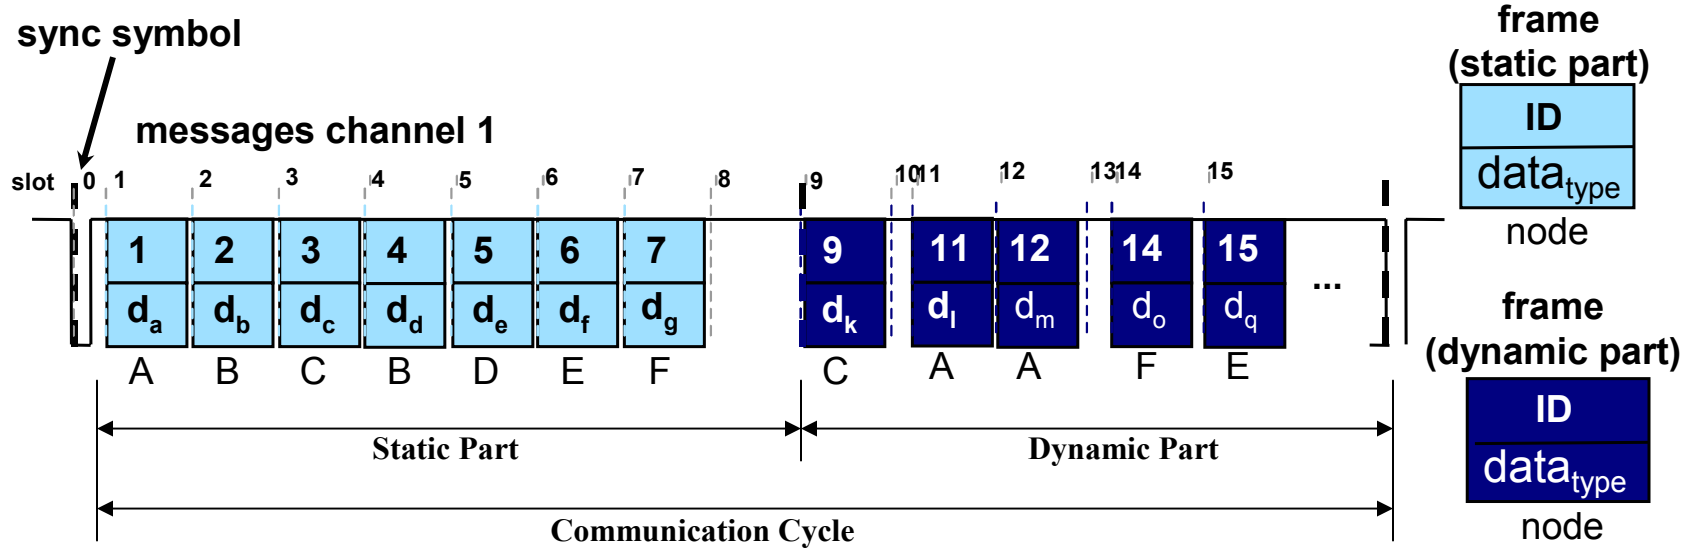 sync symbol
messages channel 1
slot 0 1 2 3 4 5 6 7 8 9 10 11 12 13 14 15
1 2 3 4 5 6 7 9 11 12 14 15
da db dc dd de df dg dk dl dm do dq ...
A B C B D E F C A A F E
Static Part
Dynamic Part
Communication Cycle
frame
(static part)
ID
datatype
node
frame
(dynamic part)
ID
datatype
node